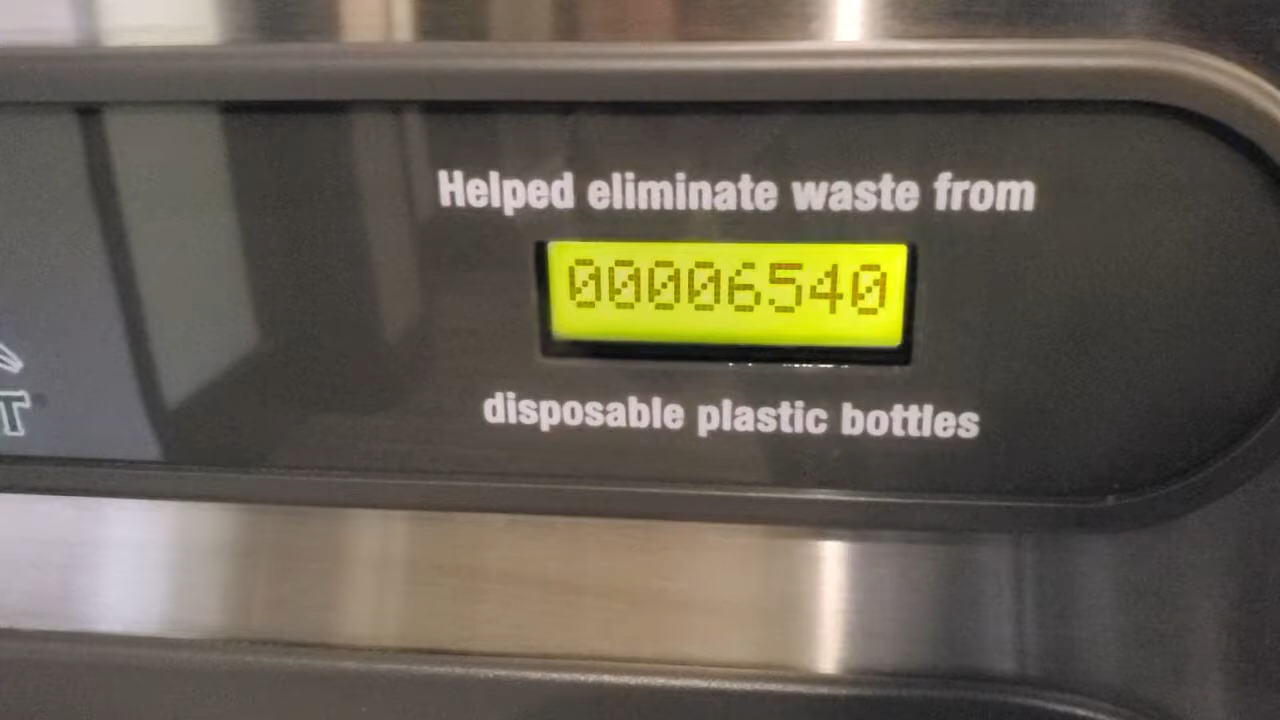 Helped eliminate waste from
00006540
disposable plastic bottles
T